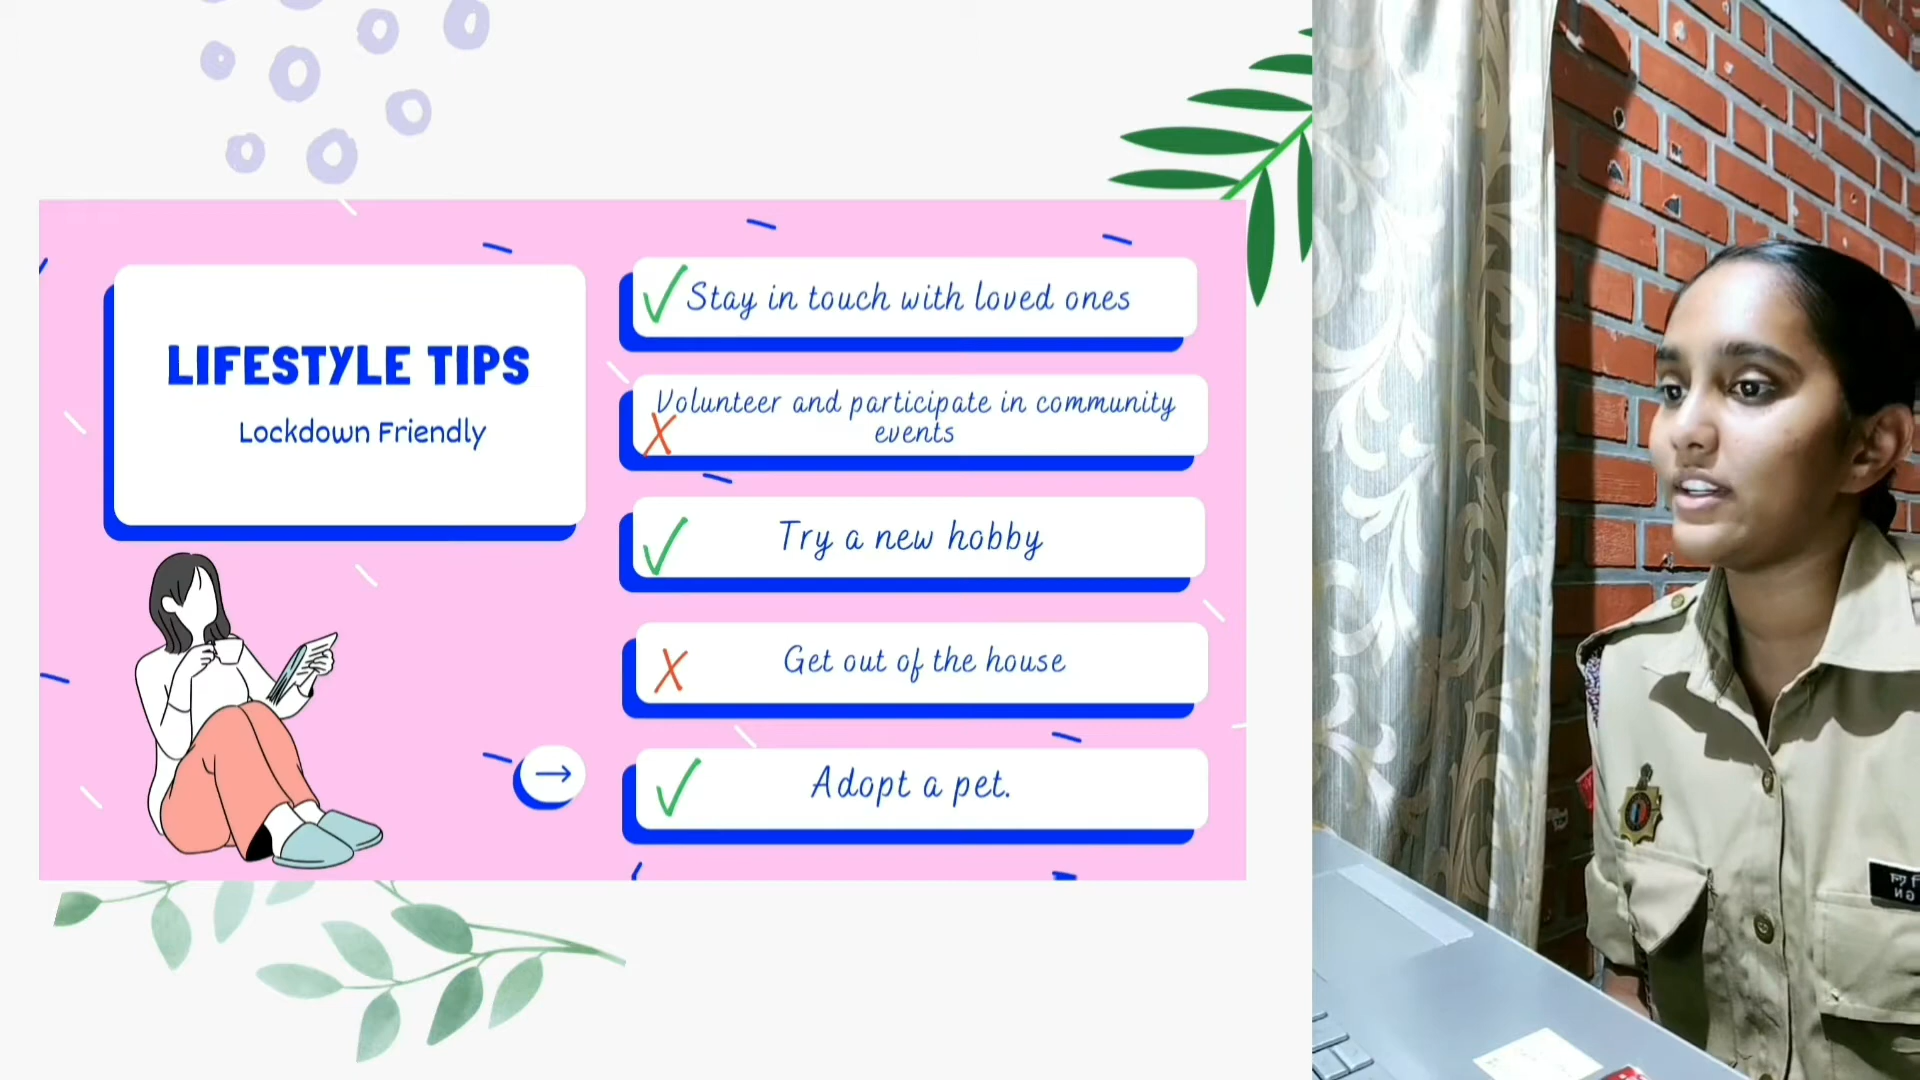 LIFESTYLE TIPS
Lockdown Friendly
Stay in touch with loved ones
Volunteer and participate in community
events
Try a new hobby
Get out of the house
Adopt a pet.